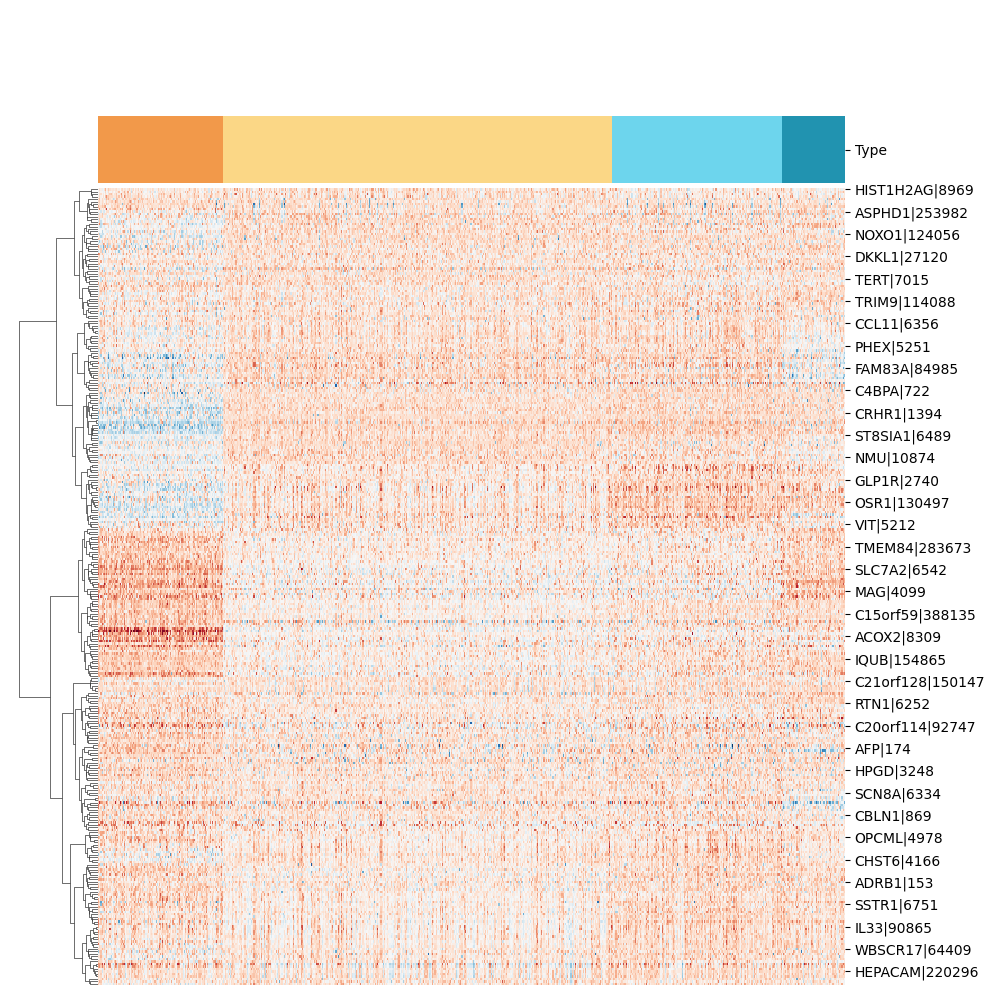 Type
HIST1H2AG|8969
ASPHD1|253982
NOXO1|124056
DKKL1|27120
TERT|7015
TRIM9|114088
CCL11|6356
PHEX|5251
FAM83A|84985
C4BPA|722
CRHR1|1394
ST8SIA1|6489
NMU|10874
GLP1R|2740
OSR1|130497
VIT|5212
TMEM84|283673
SLC7A2|6542
MAG|4099
C15orf59|388135
ACOX2|8309
IQUB|154865
C21orf128|150147
RTN1|6252
C20orf114|92747
AFP|174
HPGD|3248
SCN8A|6334
CBLN1|869
OPCML|4978
CHST6|4166
ADRB1|153
SSTR1|6751
IL33|90865
WBSCR17|64409
HEPACAM|220296